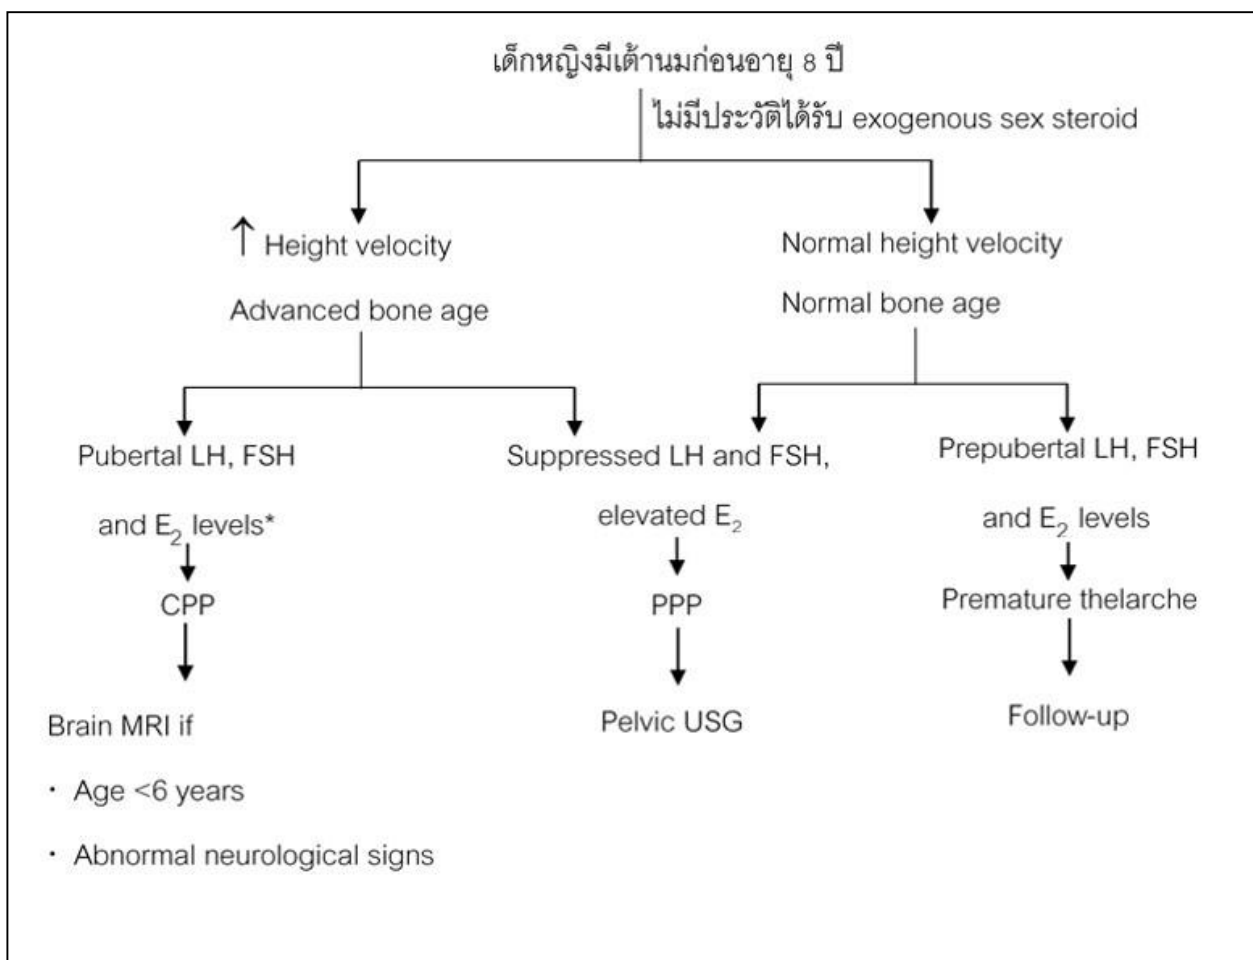 เด็กหญิงมีเต้านมก่อนอายุ 8 ปี
ไม่มีประวัติได้รับ exogenous sex steroid
↑ Height velocity
Advanced bone age
Normal height velocity
Normal bone age
Pubertal LH, FSH
and E₂ levels*
CPP
Brain MRI if
· Age <6 years
· Abnormal neurological signs
Suppressed LH and FSH,
elevated E₂
PPP
Pelvic USG
Prepubertal LH, FSH
and E₂ levels
Premature thelarche
Follow-up